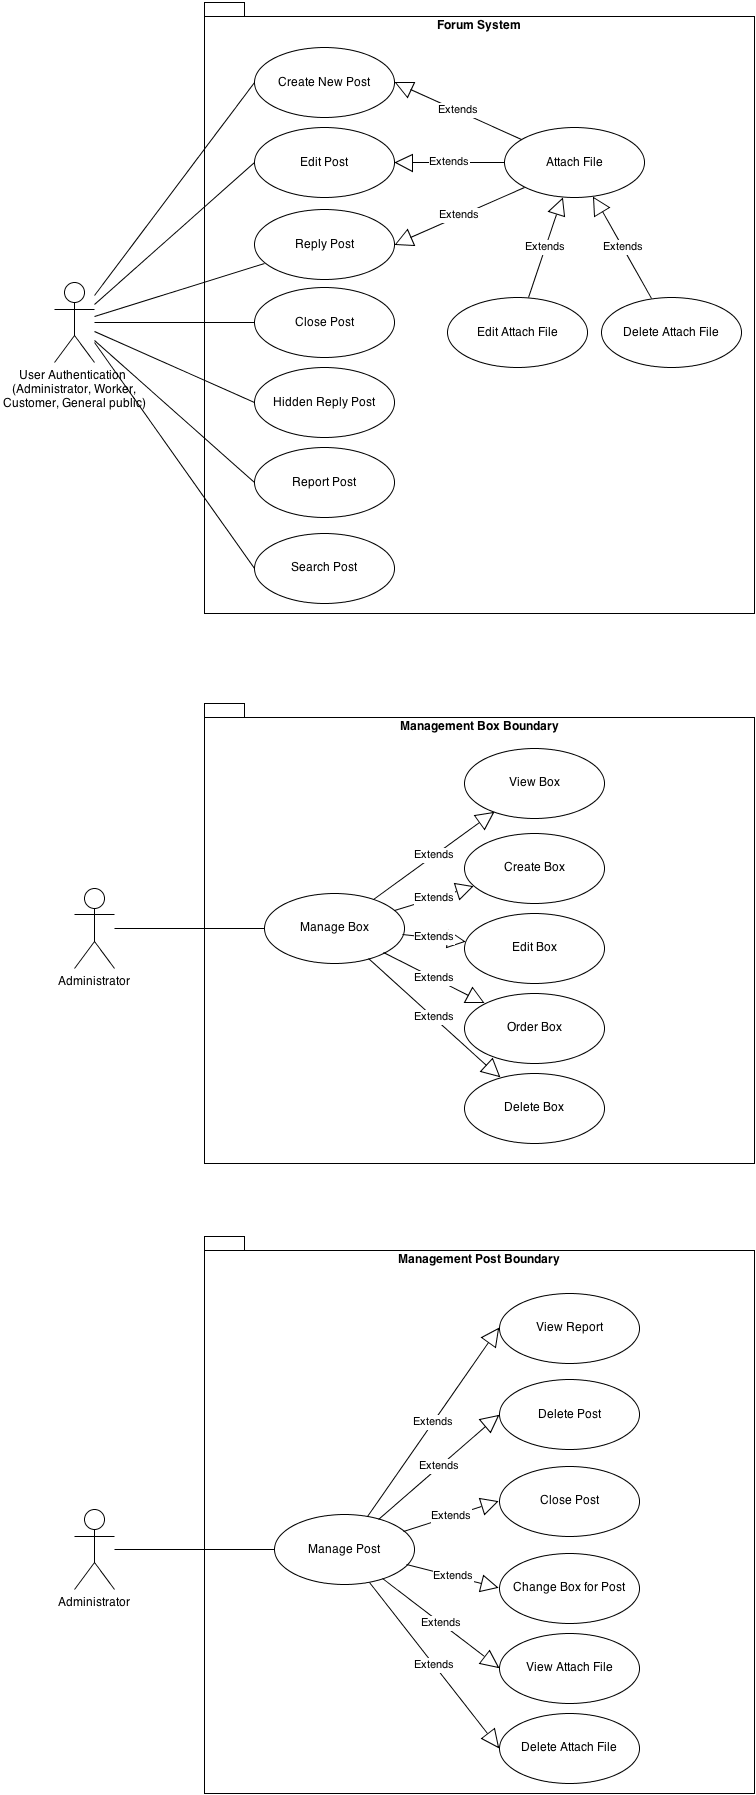 Forum System
Create New Post
Extends
Edit Post
Extends
Attach File
Reply Post
Extends
Extends
Extends
Close Post
Edit Attach File
Delete Attach File
User Authentication
(Administrator, Worker,
Customer, General public)
Hidden Reply Post
Report Post
Search Post
Management Box Boundary
View Box
Extends
Create Box
Extends
Manage Box
Extends
Edit Box
Administrator
Extends
Extends
Order Box
Delete Box
Management Post Boundary
View Report
Extends
Delete Post
Extends
Close Post
Extends
Manage Post
Extends
Change Box for Post
Administrator
Extends
View Attach File
Extends
Delete Attach File